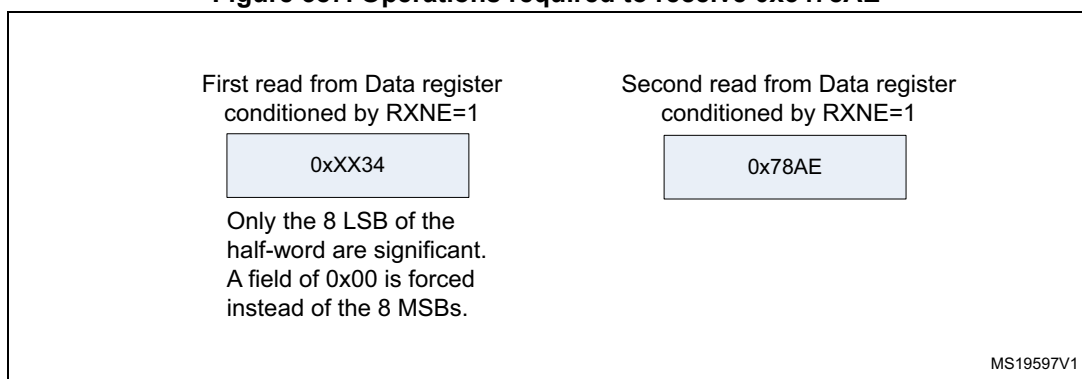 First read from Data register
conditioned by RXNE=1
0xXX34
Only the 8 LSB of the
half-word are significant.
A field of 0x00 is forced
instead of the 8 MSBs.
Second read from Data register
conditioned by RXNE=1
0x78AE
MS19597V1